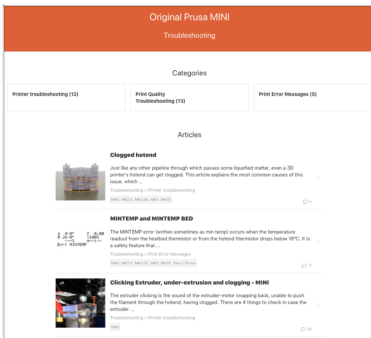 Original Prusa MINI
Troubleshooting
Categories
Printer troubleshooting (12)
Print Quality
Troubleshooting (13)
Print Error Messages (5)
Articles
Clogged hotend
Just like any other pipeline through which passes some liquefied matter, even a 3D
printer's hotend can get clogged. This article explains the most common causes of this
issue, which ...
Troubleshooting > Printer troubleshooting
MINTEMP and MINTEMP BED
The MINTEMP error (written sometimes as min temp) occurs when the temperature
readout from the heatbed thermistor or from the hotend thermistor drops below 16°C. It is
a safety feature that ...
Troubleshooting > Print Error Messages
Err: MINTEMP
Clicking Extruder, under-extrusion and clogging - MINI
The extruder clicking is the sound of the extruder-motor snapping back, unable to push
the filament through the hotend, having clogged. There are 4 things to check in case the
extruder ...
Troubleshooting > Printer troubleshooting
MINI